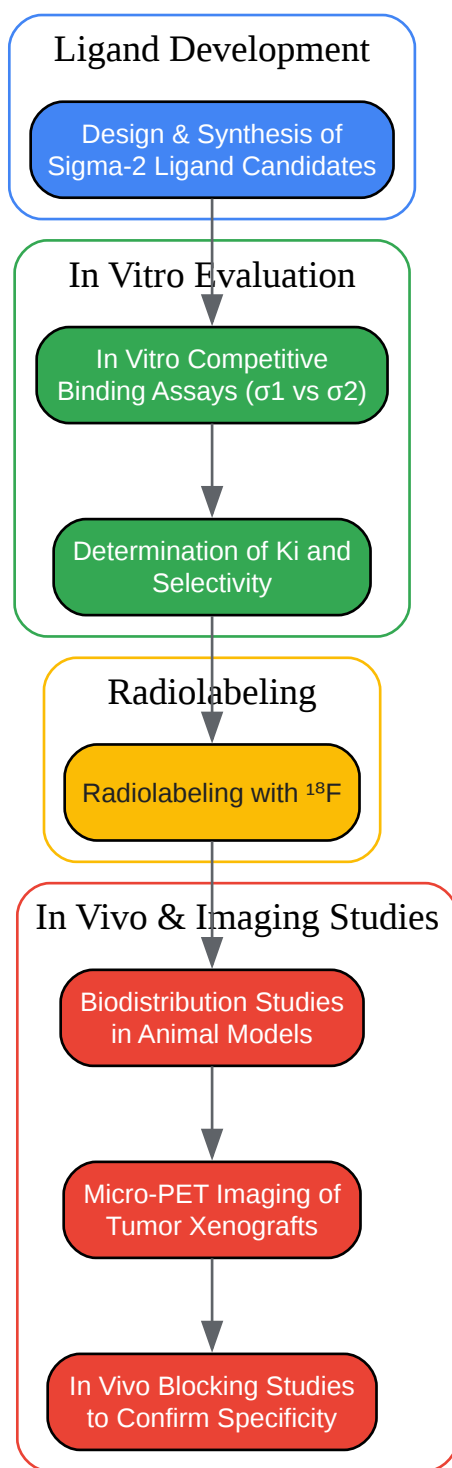 Ligand Development
Design & Synthesis of
Sigma-2 Ligand Candidates
In Vitro Evaluation
In Vitro Competitive
Binding Assays (σ1 vs σ2)
Determination of Ki and
Selectivity
Radiolabeling
Radiolabeling with ¹⁸F
In Vivo & Imaging Studies
Biodistribution Studies
in Animal Models
Micro-PET Imaging of
Tumor Xenografts
In Vivo Blocking Studies
to Confirm Specificity